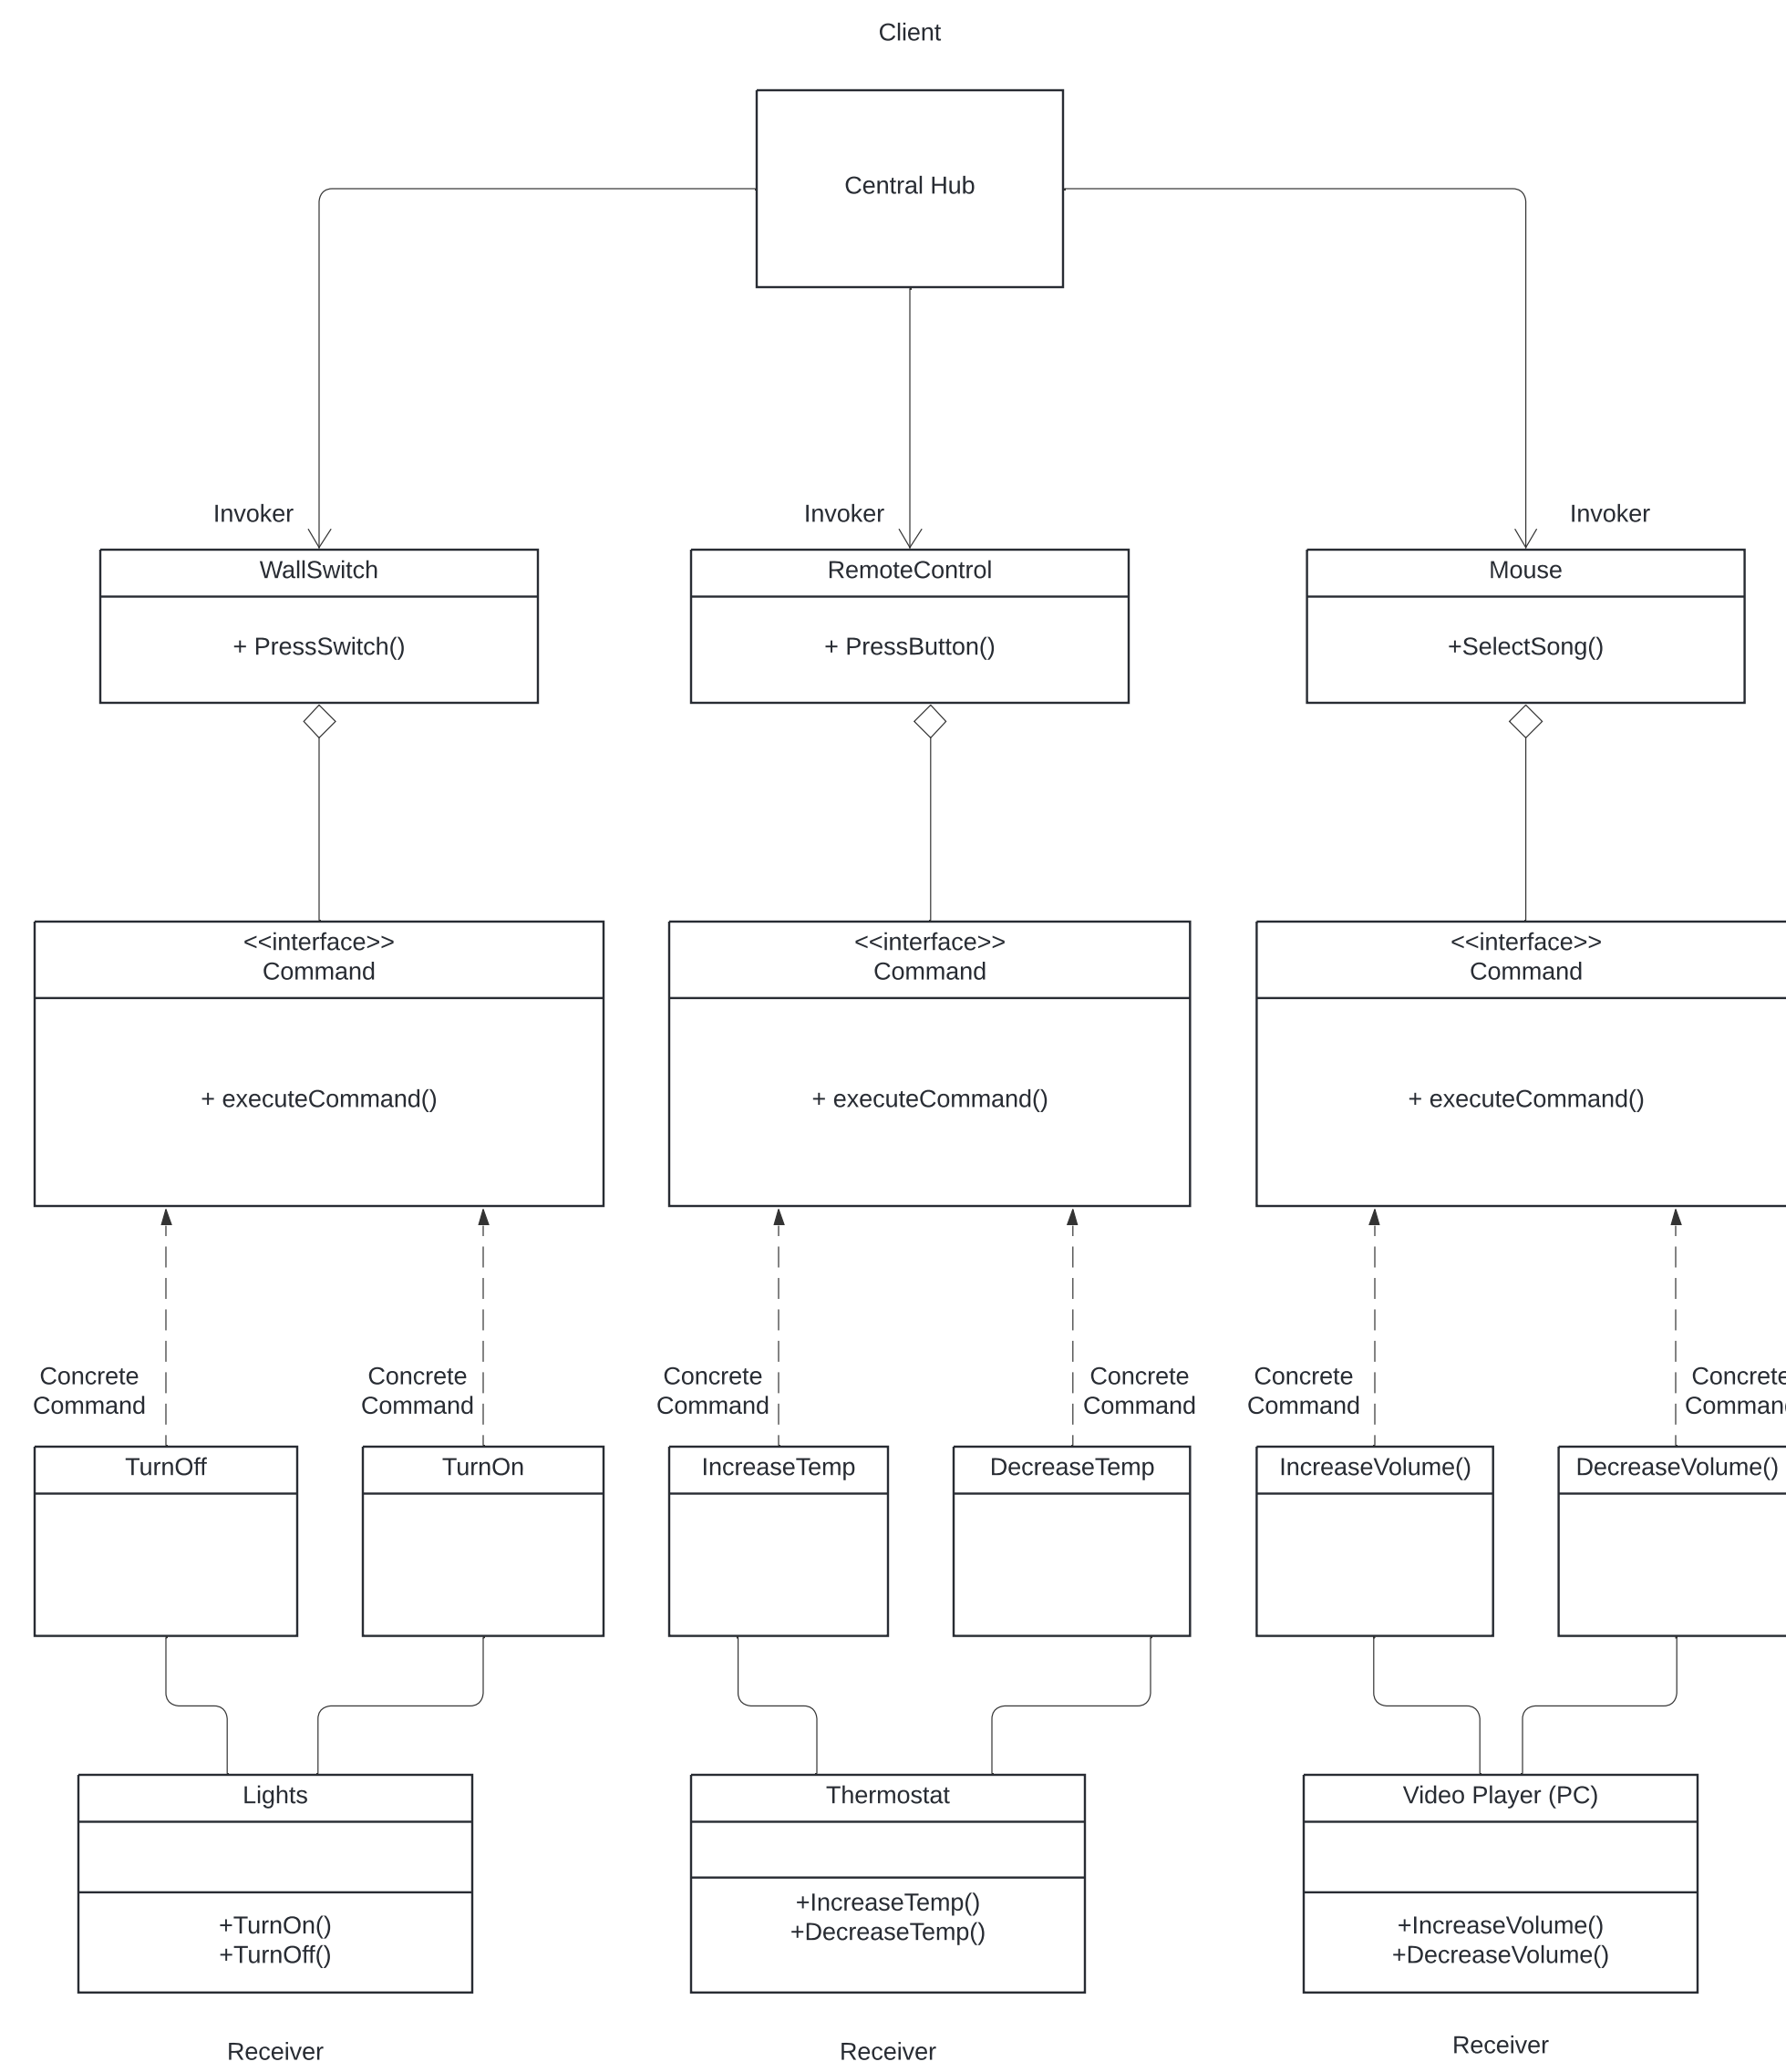 Client
Central Hub
Invoker
Invoker
Invoker
WallSwitch
RemoteControl
Mouse
+ PressSwitch()
+ PressButton()
+SelectSong()
<<interface>>
Command
<<interface>>
Command
<<interface>>
Command
+ executeCommand()
+ executeCommand()
+ executeCommand()
Concrete
Command
Concrete
Command
Concrete
Command
Concrete
Command
Concrete
Command
Concrete
Command
TurnOff
TurnOn
IncreaseTemp
DecreaseTemp
IncreaseVolume()
DecreaseVolume()
Lights
Thermostat
Video Player (PC)
+TurnOn()
+TurnOff()
+IncreaseTemp()
+DecreaseTemp()
+IncreaseVolume()
+DecreaseVolume()
Receiver
Receiver
Receiver